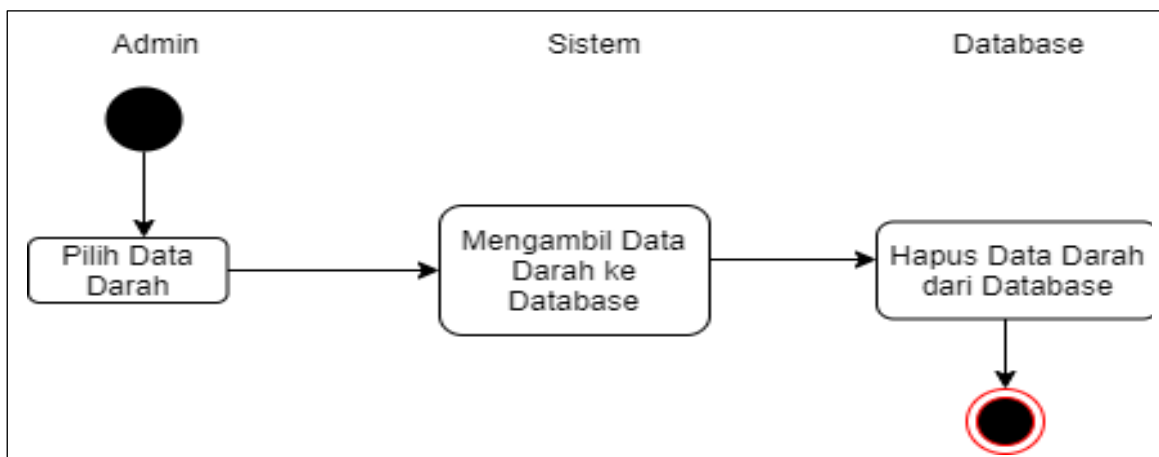 Admin
Sistem
Database
Pilih Data
Darah
Mengambil Data
Darah ke
Database
Hapus Data Darah
dari Database